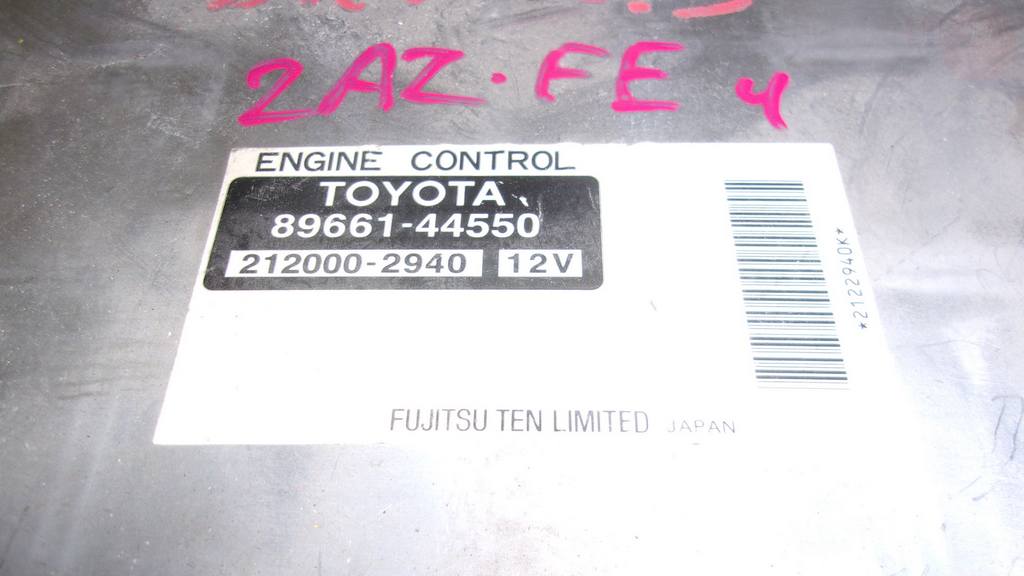 2AZ-FE 4
ENGINE CONTROL
TOYOTA
89661-44550
212000-2940 12V
*2122940K*
FUJITSU TEN LIMITED JAPAN